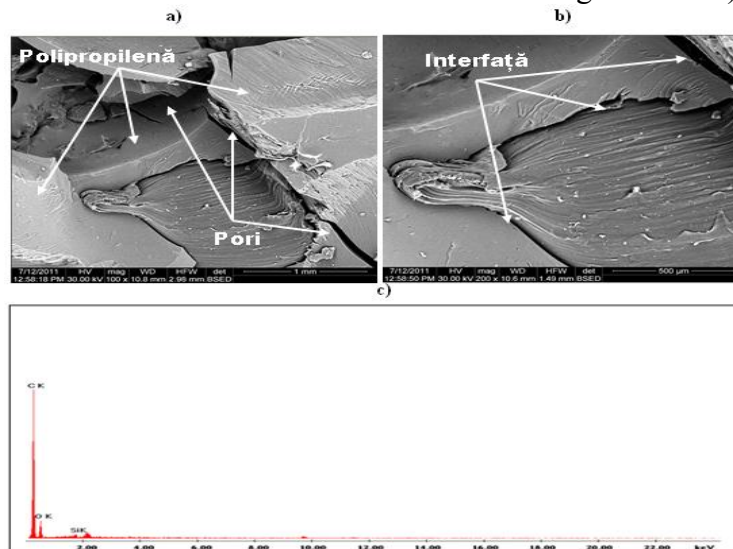 a)
b)
Polipropilenă
Pori
7/12/2011 HV mag WD HFW det 1 mm
12:58:18 PM 30.00 kV 100 x 10.8 mm 2.98 mm BSED
Interfață
7/12/2011 HV mag WD HFW det 500 µm
12:58:50 PM 30.00 kV 200 x 10.6 mm 1.49 mm BSED
c)
C K
O K
SiK
2.00 4.00 6.00 8.00 10.00 12.00 14.00 16.00 18.00 20.00 22.00 keV